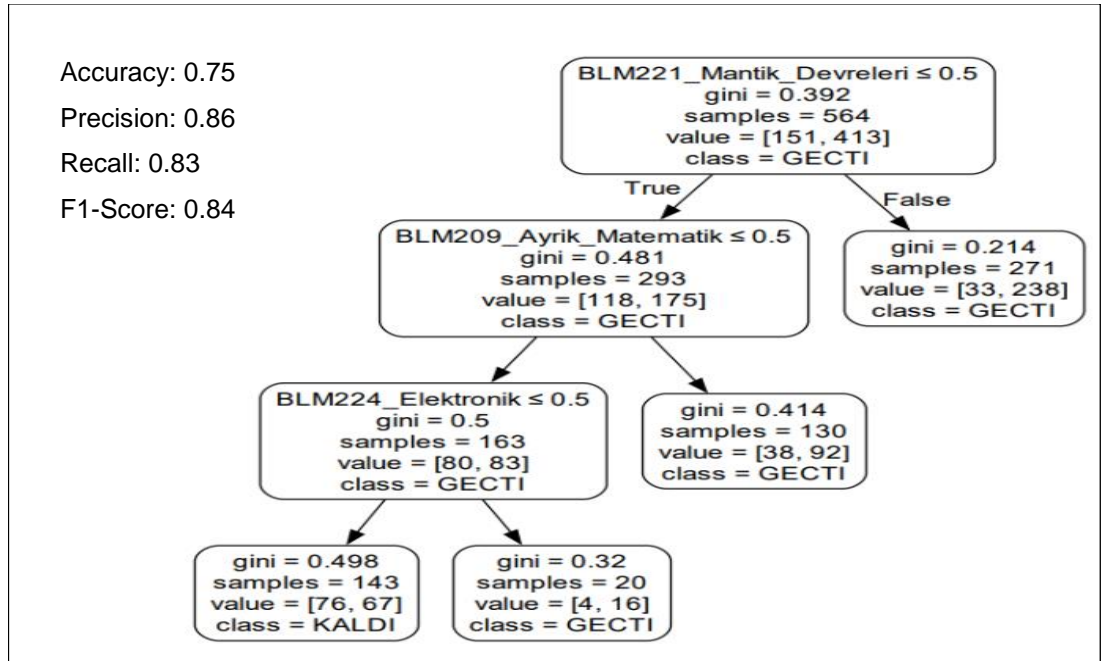 Accuracy: 0.75
Precision: 0.86
Recall: 0.83
F1-Score: 0.84
BLM221_Mantik_Devreleri ≤ 0.5
gini = 0.392
samples = 564
value = [151, 413]
class = GECTI
True
False
BLM209_Ayrik_Matematik ≤ 0.5
gini = 0.481
samples = 293
value = [118, 175]
class = GECTI
gini = 0.214
samples = 271
value = [33, 238]
class = GECTI
BLM224_Elektronik ≤ 0.5
gini = 0.5
samples = 163
value = [80, 83]
class = GECTI
gini = 0.414
samples = 130
value = [38, 92]
class = GECTI
gini = 0.498
samples = 143
value = [76, 67]
class = KALDI
gini = 0.32
samples = 20
value = [4, 16]
class = GECTI